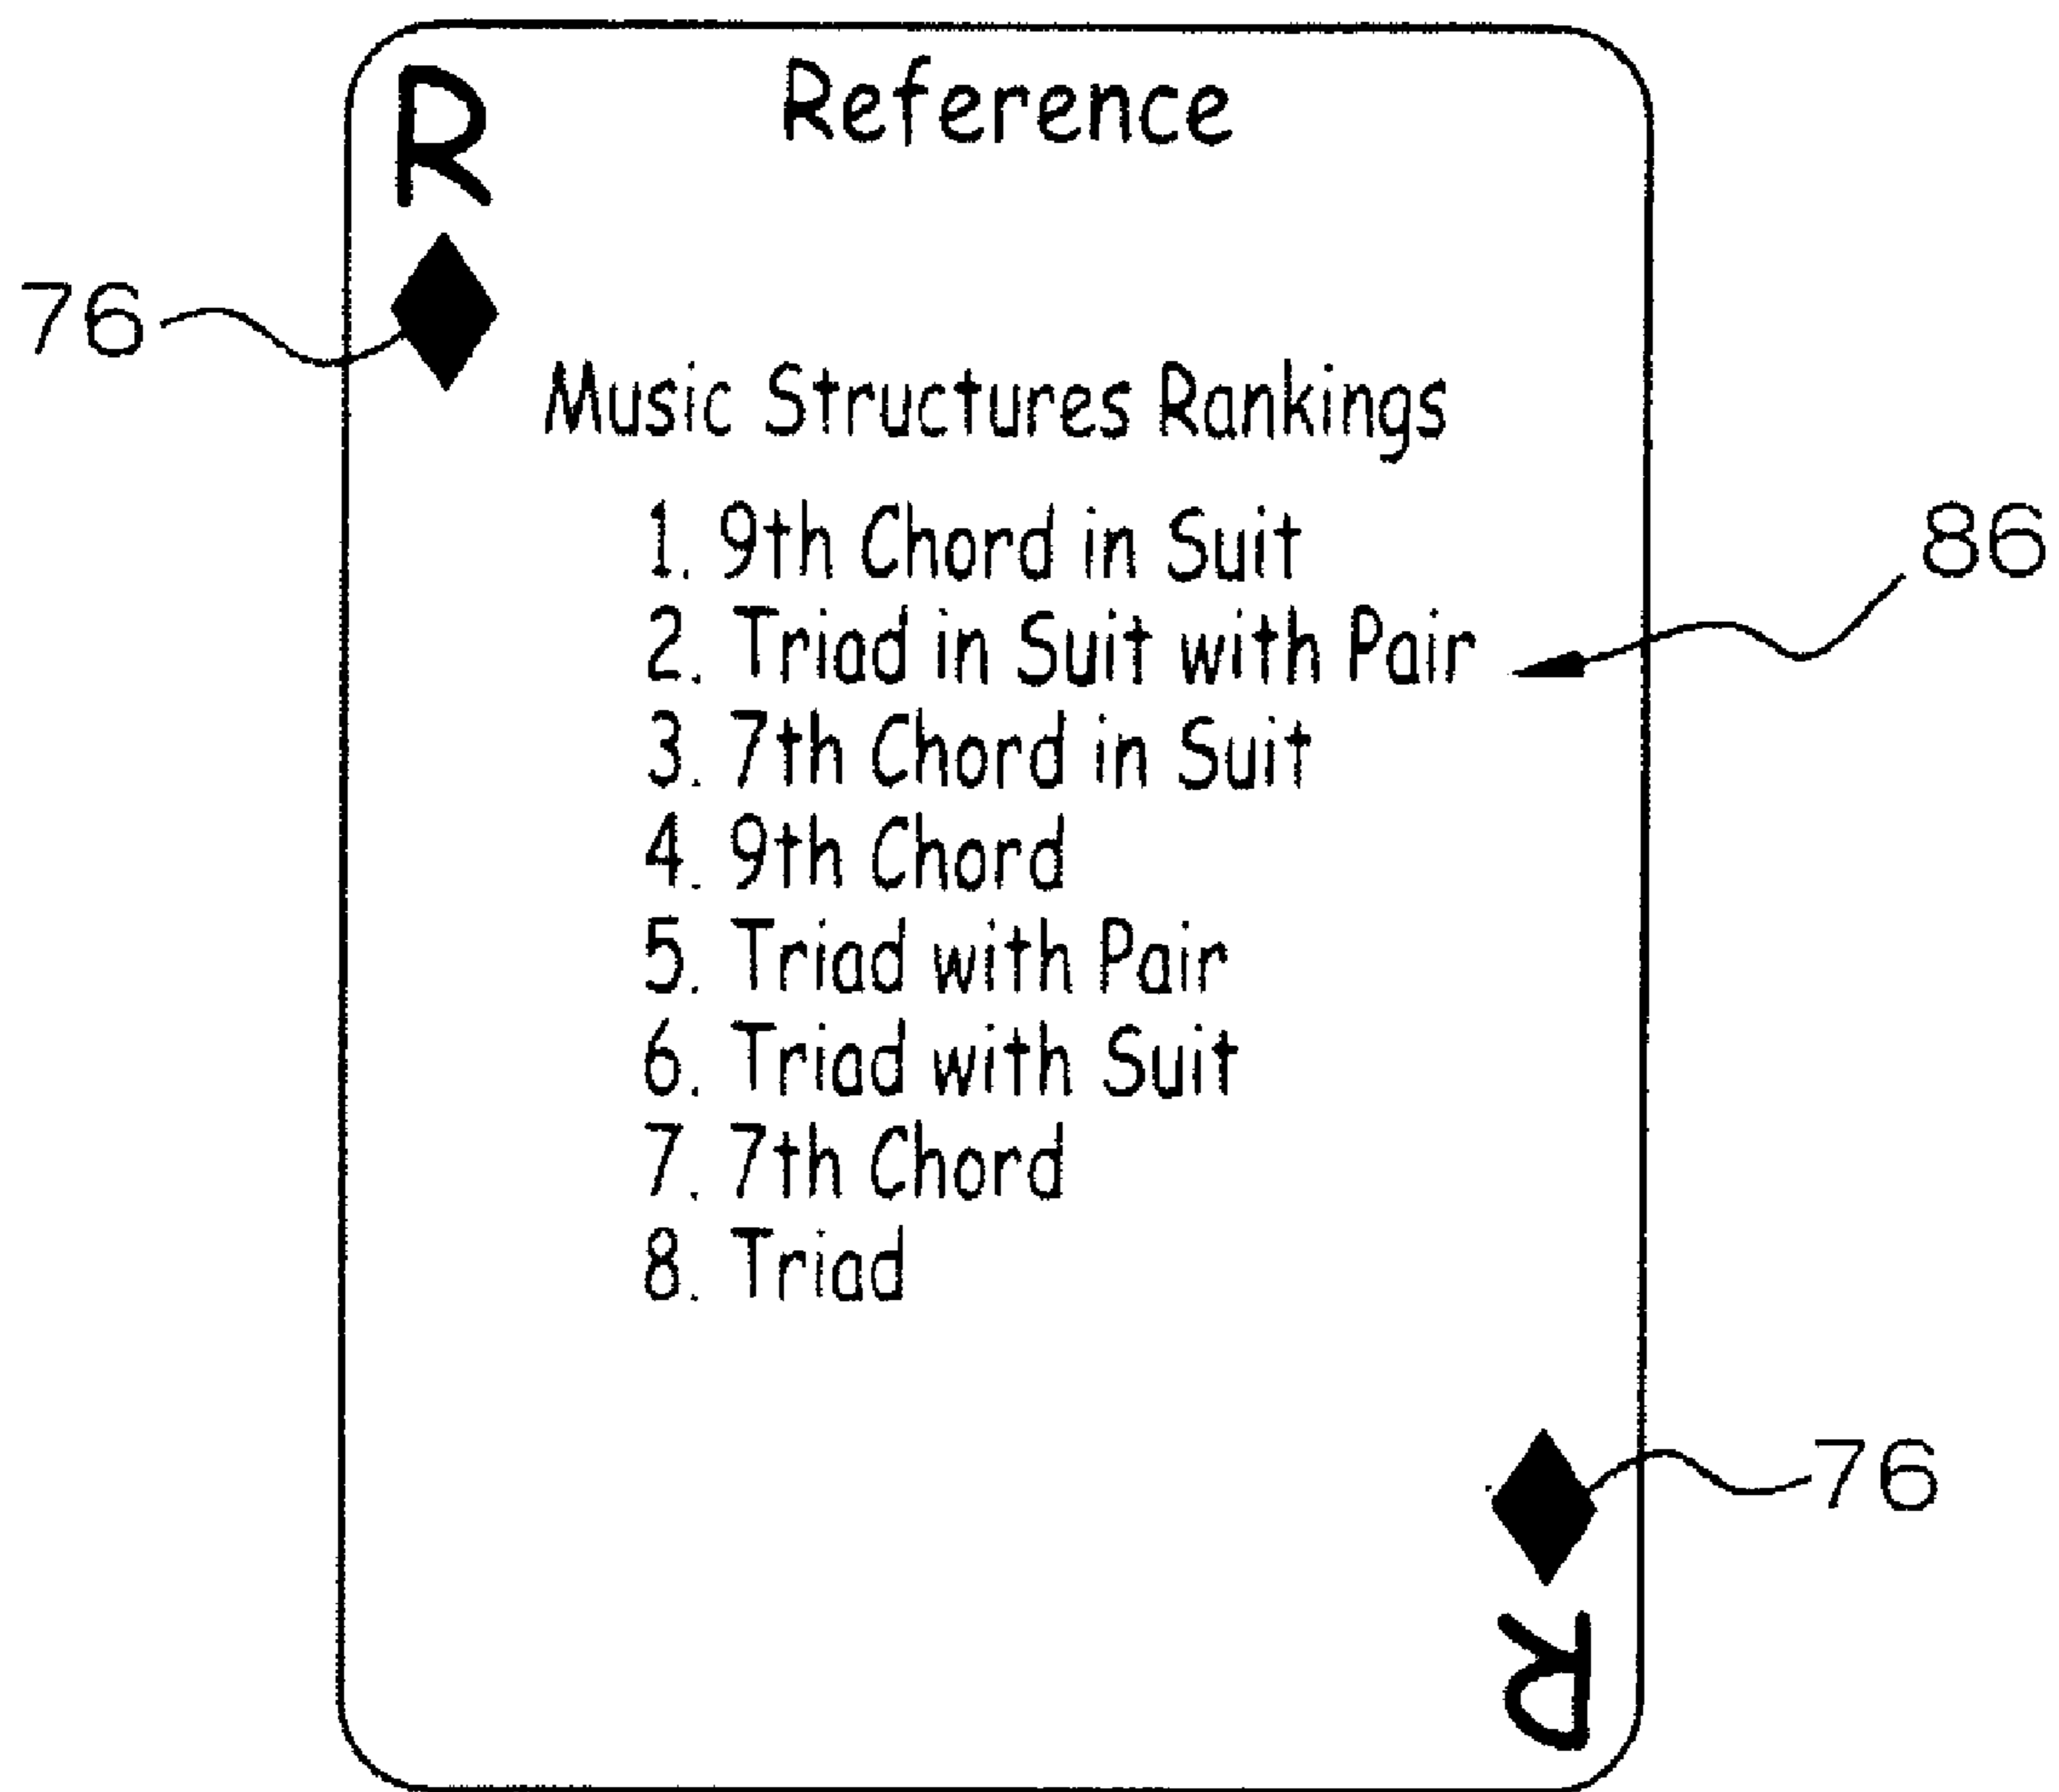 R
Reference
76
Music Structures Rankings
1. 9th Chord in Suit
86
2. Triad in Suit with Pair
3. 7th Chord in Suit
4. 9th Chord
5. Triad with Pair
6. Triad with Suit
7. 7th Chord
8. Triad
76
R